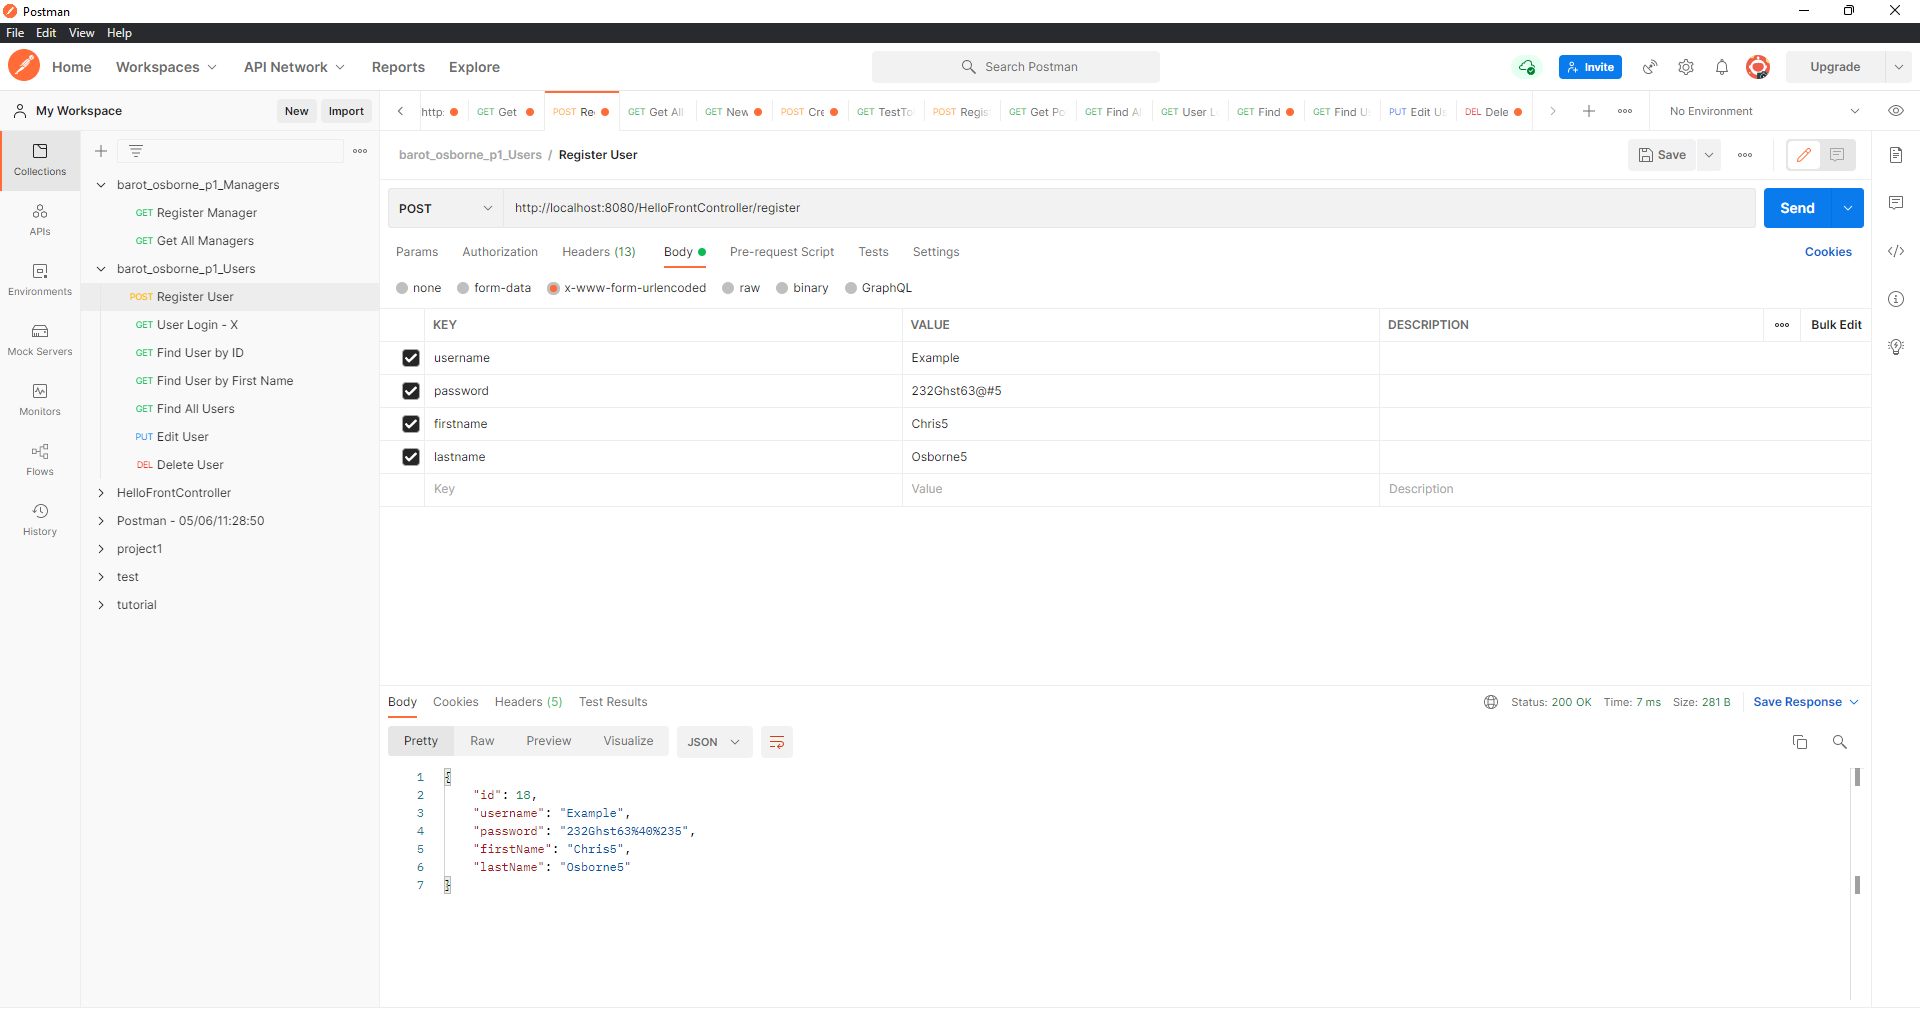 Postman
File Edit View Help
Home Workspaces API Network Reports Explore Search Postman Invite Upgrade
My Workspace New Import
http: GET Get POST Re GET Get All GET New POST Cre GET TestTo POST Regis GET Get Po GET Find A GET User L GET Find GET Find U PUT Edit Us DEL Dele No Environment
barot_osborne_p1_Users / Register User Save
Collections
APIs
Environments
Mock Servers
Monitors
Flows
History
barot_osborne_p1_Managers
GET Register Manager
GET Get All Managers
barot_osborne_p1_Users
POST Register User
GET User Login - X
GET Find User by ID
GET Find User by First Name
GET Find All Users
PUT Edit User
DEL Delete User
HelloFrontController
Postman - 05/06/11:28:50
project1
test
tutorial
POST http://localhost:8080/HelloFrontController/register Send
Params Authorization Headers (13) Body Pre-request Script Tests Settings Cookies
none form-data x-www-form-urlencoded raw binary GraphQL
KEY VALUE DESCRIPTION Bulk Edit
username Example
password 232Ghst63@#5
firstname Chris5
lastname Osborne5
Key Value Description
Body Cookies Headers (5) Test Results Status: 200 OK Time: 7 ms Size: 281 B Save Response
Pretty Raw Preview Visualize JSON
1 {
2 "id": 18,
3 "username": "Example",
4 "password": "232Ghst63%40%235",
5 "firstName": "Chris5",
6 "lastName": "Osborne5"
7 }